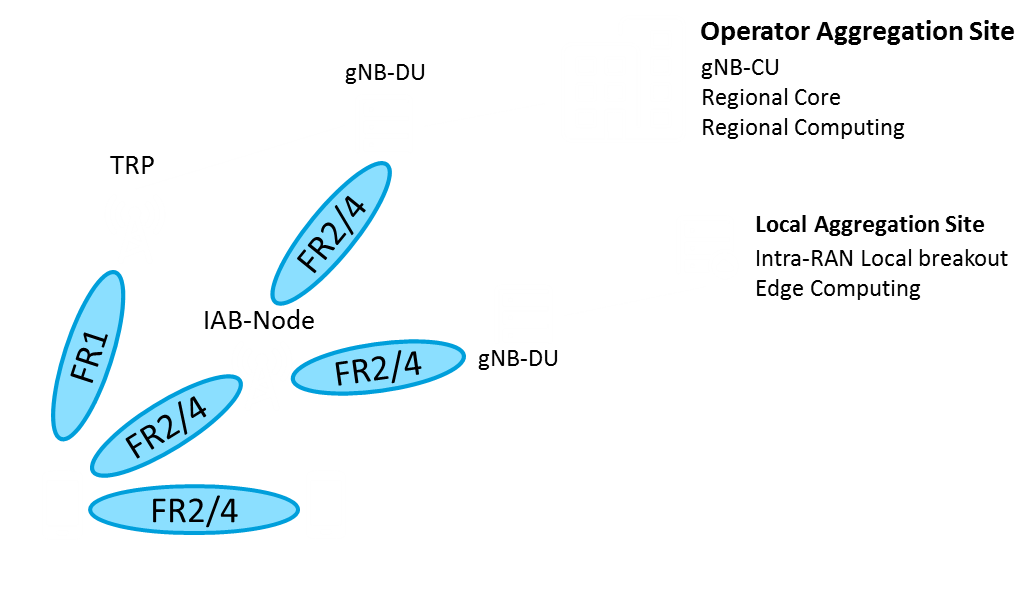 Operator Aggregation Site
gNB-CU
Regional Core
Regional Computing
gNB-DU
TRP
FR2/4
Local Aggregation Site
Intra-RAN Local breakout
Edge Computing
IAB-Node
FR1
FR2/4
gNB-DU
FR2/4
FR2/4